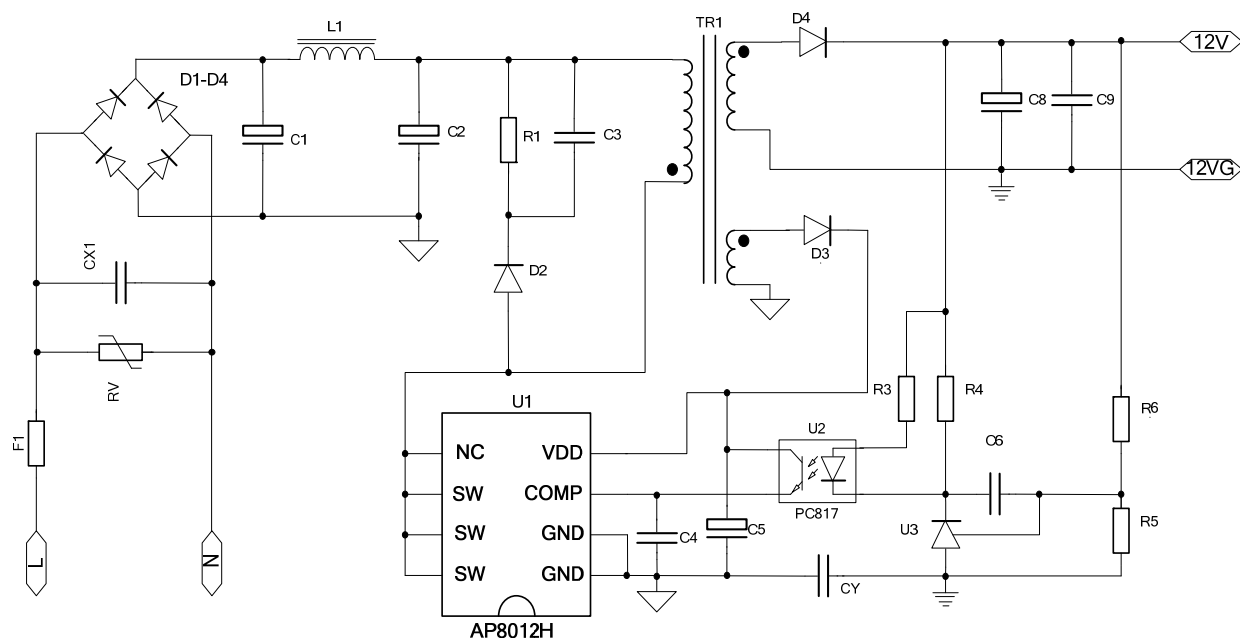 L1
TR1
D4
12V
D1-D4
C1
C2
R1
C3
C8
C9
12VG
CX1
D2
D3
RV
R3
R4
R6
F1
U1
U2
C6
NC
VDD
SW
COMP
PC817
SW
GND
C4
C5
U3
R5
SW
GND
CY
L
N
AP8012H